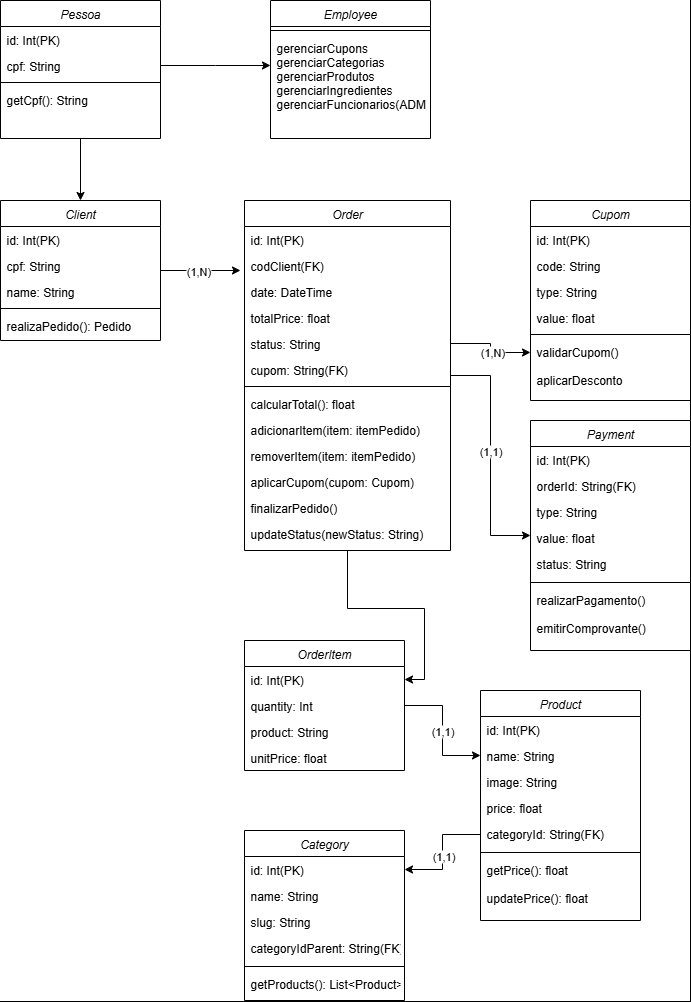 Pessoa
id: Int(PK)
cpf: String
getCpf(): String
Employee
gerenciarCupons
gerenciarCategorias
gerenciarProdutos
gerenciarIngredientes
gerenciarFuncionarios(ADM
Client
id: Int(PK)
cpf: String
name: String
realizaPedido(): Pedido
(1,N)
Order
id: Int(PK)
codClient(FK)
date: DateTime
totalPrice: float
status: String
cupom: String(FK)
calcularTotal(): float
adicionarItem(item: itemPedido)
removerItem(item: itemPedido)
aplicarCupom(cupom: Cupom)
finalizarPedido()
updateStatus(newStatus: String)
(1,N)
(1,1)
Cupom
id: Int(PK)
code: String
type: String
value: float
validarCupom()
aplicarDesconto
Payment
id: Int(PK)
orderId: String(FK)
type: String
value: float
status: String
realizarPagamento()
emitirComprovante()
OrderItem
id: Int(PK)
quantity: Int
product: String
unitPrice: float
(1,1)
Product
id: Int(PK)
name: String
image: String
price: float
categoryId: String(FK)
getPrice(): float
updatePrice(): float
(1,1)
Category
id: Int(PK)
name: String
slug: String
categoryIdParent: String(FK)
getProducts(): List<Product>